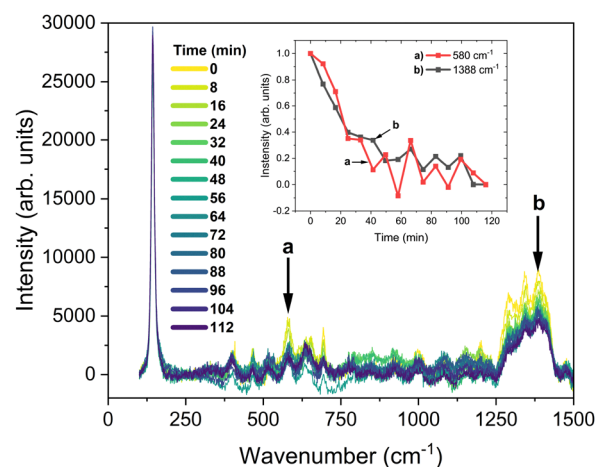 30000
25000
20000
15000
10000
5000
0
Intensity (arb. units)
Time (min)
0
8
16
24
32
40
48
56
64
72
80
88
96
104
112
1.0
0.8
0.6
0.4
0.2
0.0
-0.2
Instensity (arb. units)
a) 580 cm⁻¹
b) 1388 cm⁻¹
b
a
0 20 40 60 80 100 120
Time (min)
a
b
0 250 500 750 1000 1250 1500
Wavenumber (cm⁻¹)